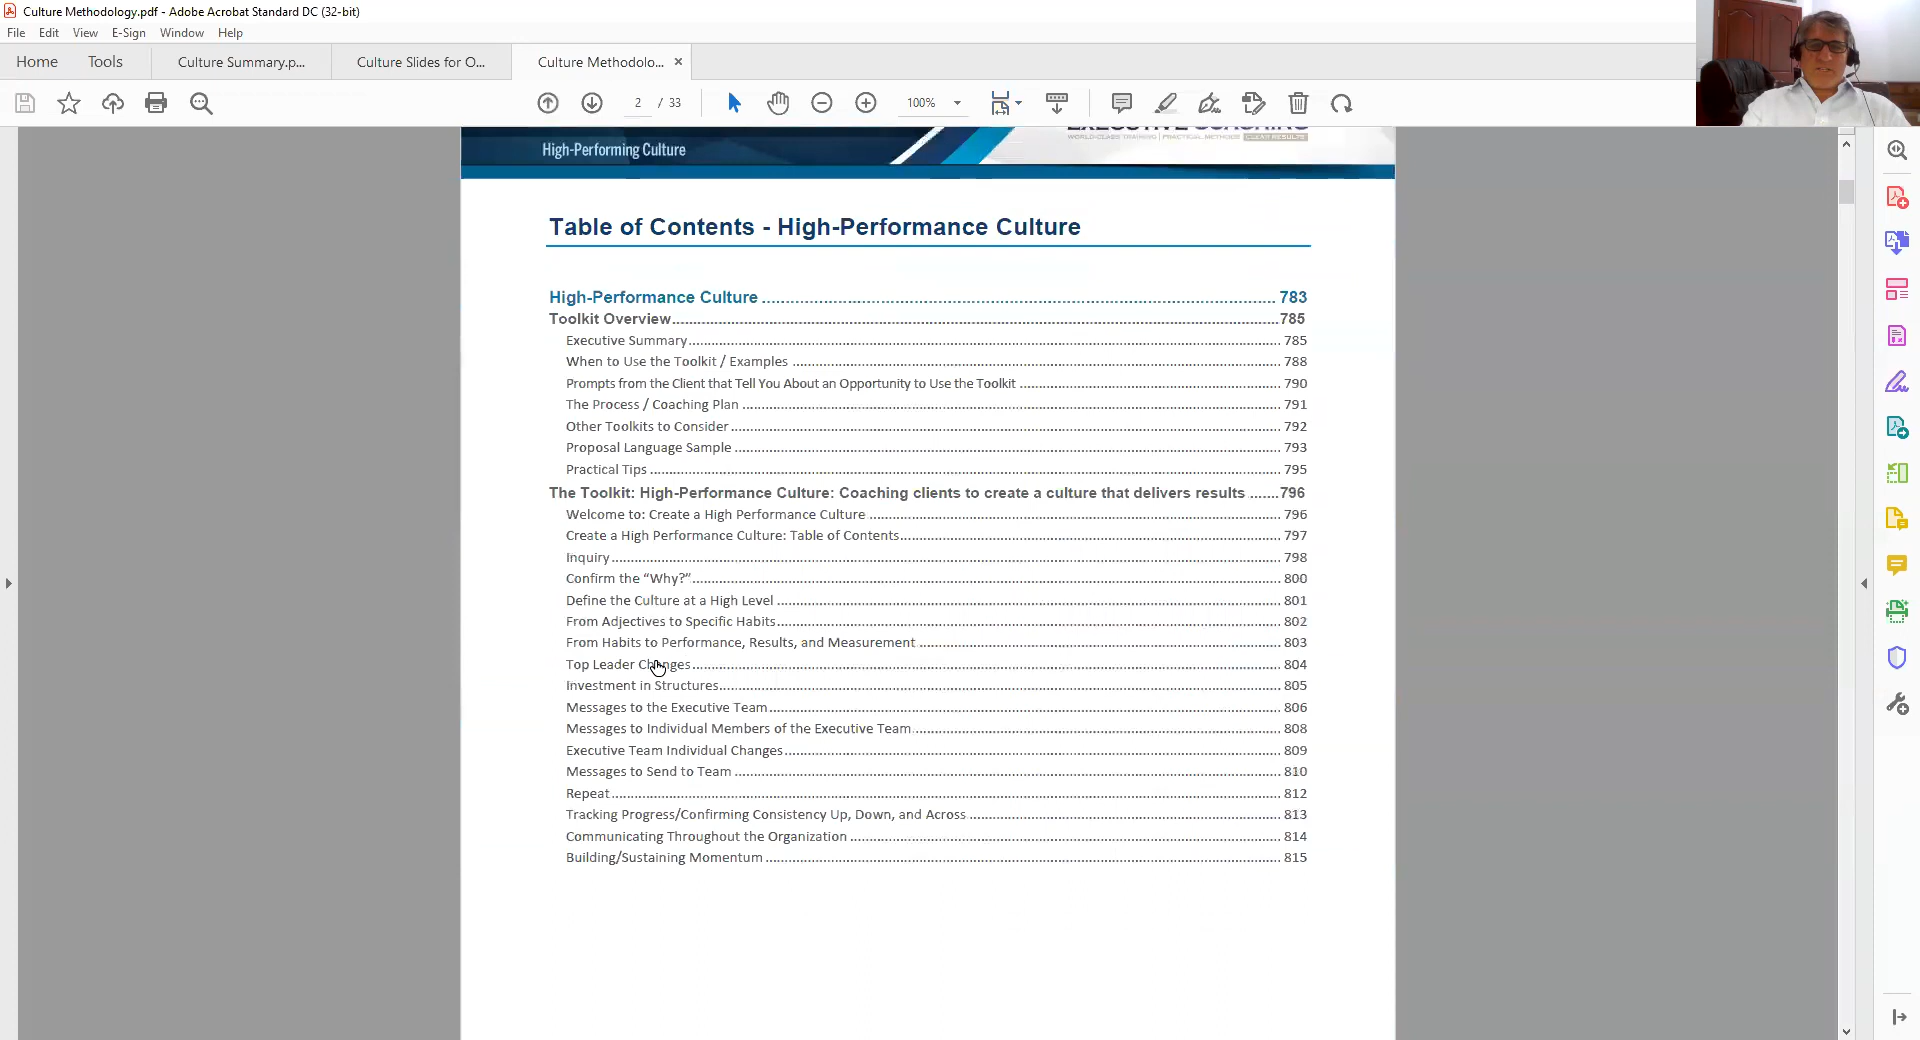 Culture Methodology.pdf - Adobe Acrobat Standard DC (32-bit)
File Edit View E-Sign Window Help
Home Tools Culture Summary.p... Culture Slides for O... Culture Methodolo... ×
2 / 33 100%
EXECUTIVE COACHING
WORLD-CLASS TRAINING | PRACTICAL METHODS | CLEAR RESULTS
High-Performing Culture
Table of Contents - High-Performance Culture
High-Performance Culture ........ 783
Toolkit Overview ........ 785
Executive Summary ........ 785
When to Use the Toolkit / Examples ........ 788
Prompts from the Client that Tell You About an Opportunity to Use the Toolkit ........ 790
The Process / Coaching Plan ........ 791
Other Toolkits to Consider ........ 792
Proposal Language Sample ........ 793
Practical Tips ........ 795
The Toolkit: High-Performance Culture: Coaching clients to create a culture that delivers results .......796
Welcome to: Create a High Performance Culture ........ 796
Create a High Performance Culture: Table of Contents ........ 797
Inquiry ........ 798
Confirm the “Why?” ........ 800
Define the Culture at a High Level ........ 801
From Adjectives to Specific Habits ........ 802
From Habits to Performance, Results, and Measurement ........ 803
Top Leader Changes ........ 804
Investment in Structures ........ 805
Messages to the Executive Team ........ 806
Messages to Individual Members of the Executive Team ........ 808
Executive Team Individual Changes ........ 809
Messages to Send to Team ........ 810
Repeat ........ 812
Tracking Progress/Confirming Consistency Up, Down, and Across ........ 813
Communicating Throughout the Organization ........ 814
Building/Sustaining Momentum ........ 815